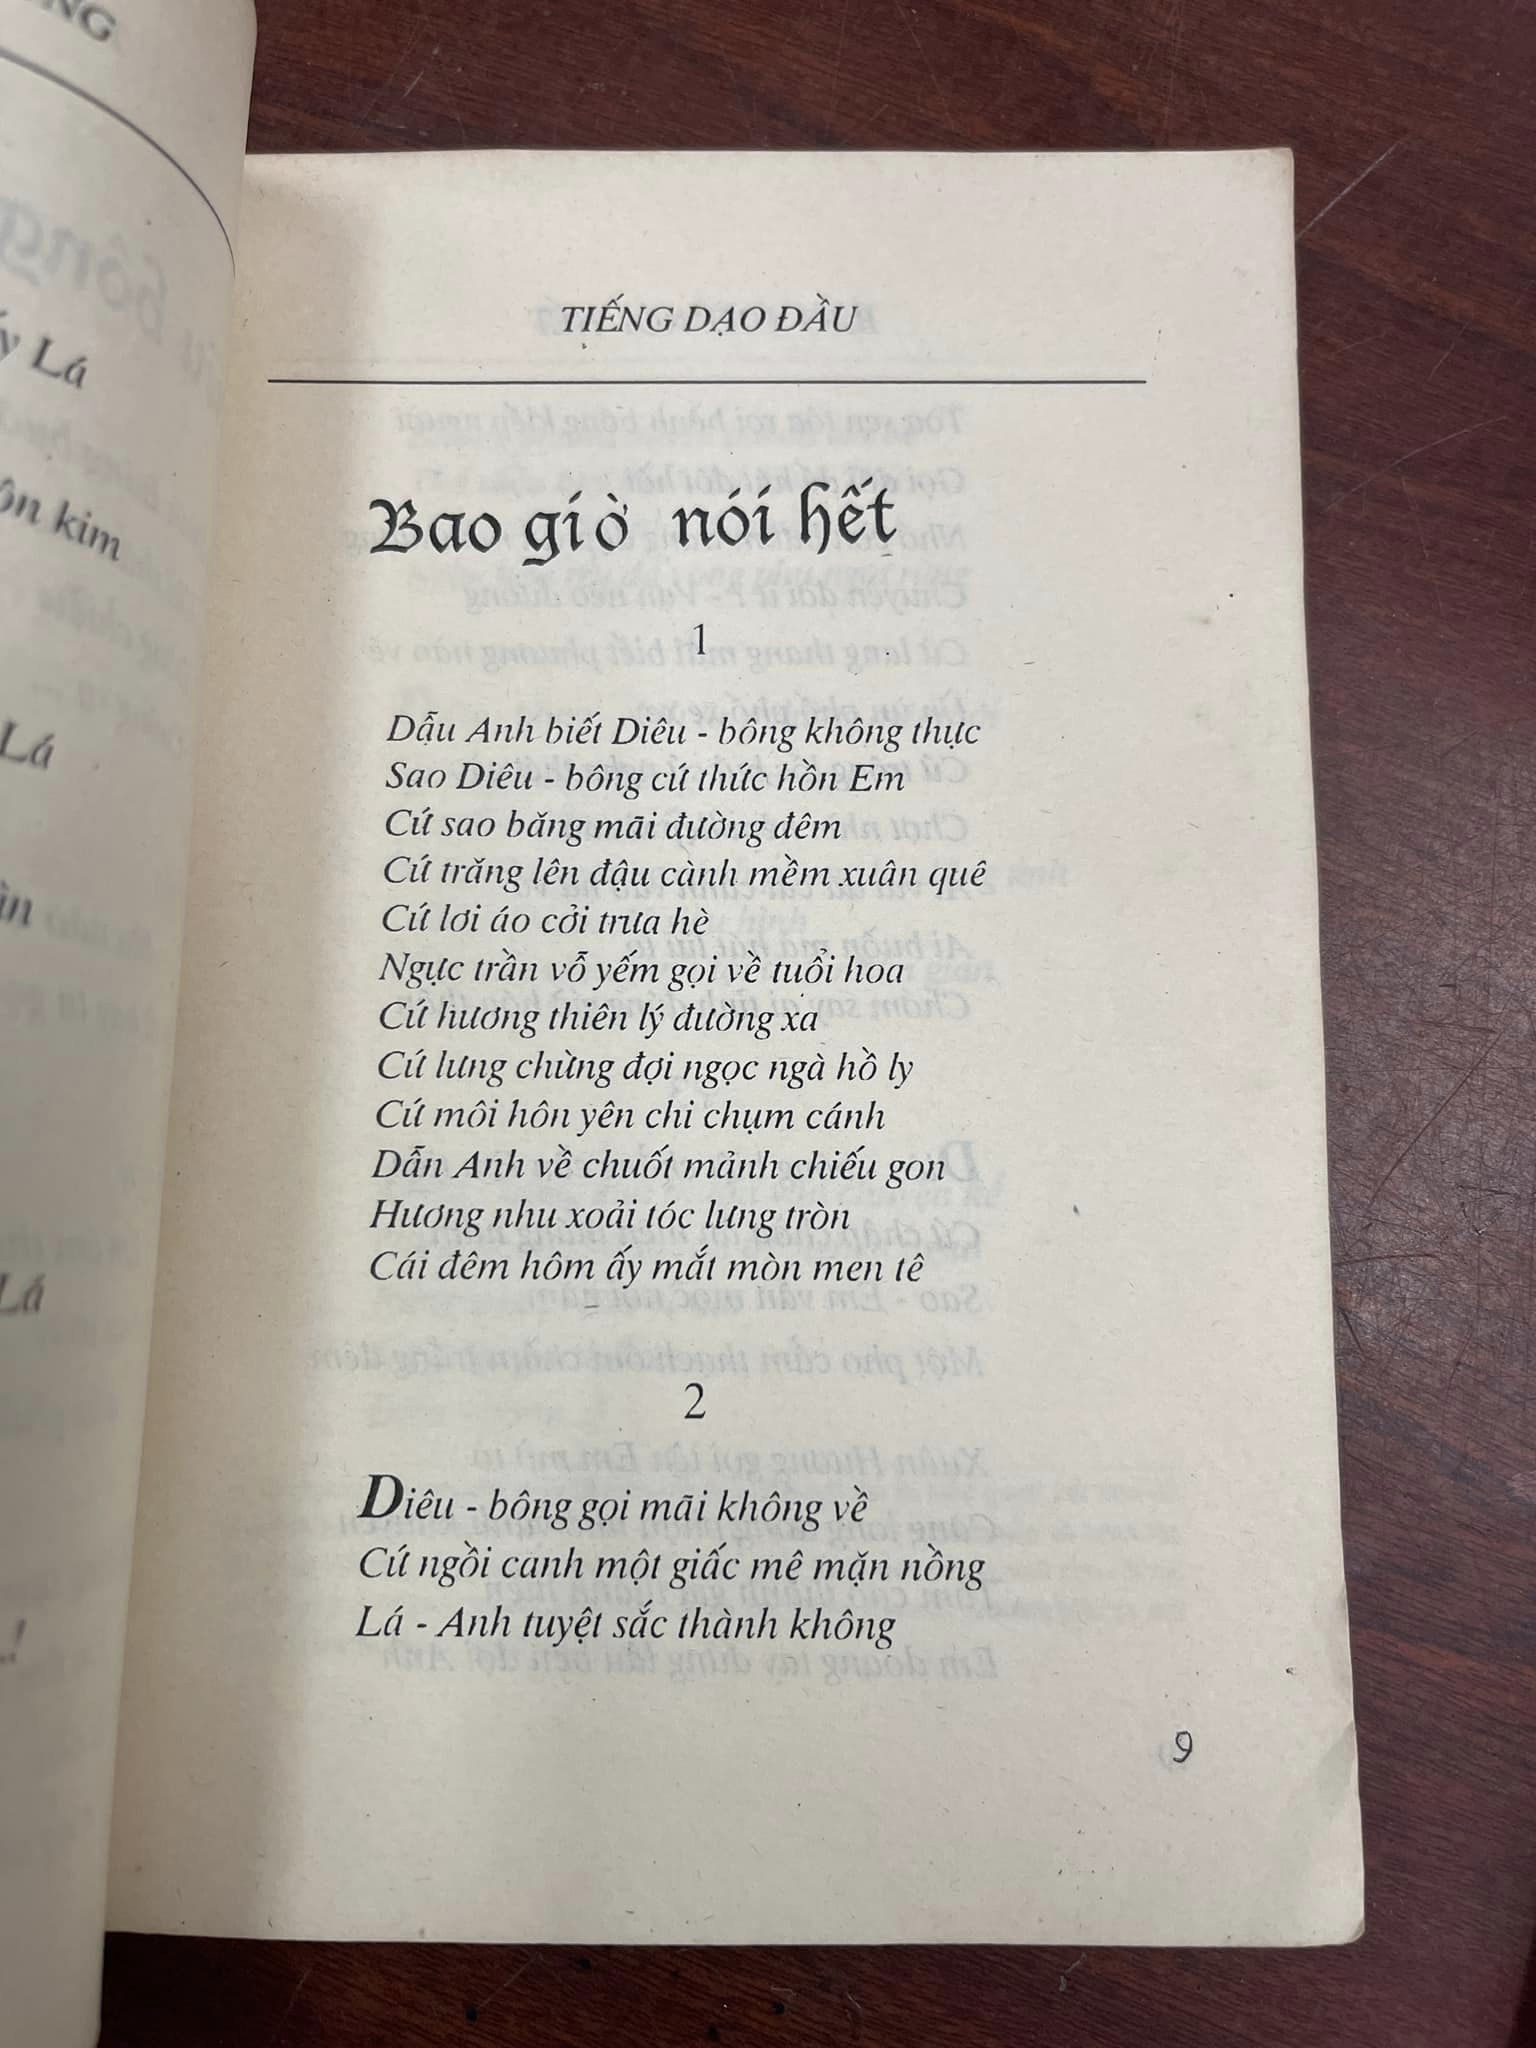 NG
y Lá
ôn kim
Lá
Lá
TIẾNG DẠO ĐẦU
Bao giờ nói hết
1
Dẫu Anh biết Diêu - bông không thực
Sao Diêu - bông cứ thức hồn Em
Cứ sao băng mãi đường đêm
Cứ trăng lên đậu cành mềm xuân quê
Cứ lơi áo cởi trưa hè
Ngực trần vỗ yếm gọi về tuổi hoa
Cứ hương thiên lý đường xa
Cứ lưng chừng đợi ngọc ngà hồ ly
Cứ môi hôn yên chi chụm cánh
Dẫn Anh về chuốt mảnh chiếu gon
Hương nhu xoải tóc lưng tròn
Cái đêm hôm ấy mắt mòn men tê
2
Diêu - bông gọi mãi không về
Cứ ngồi canh một giấc mê mặn nồng
Lá - Anh tuyệt sắc thành không
9